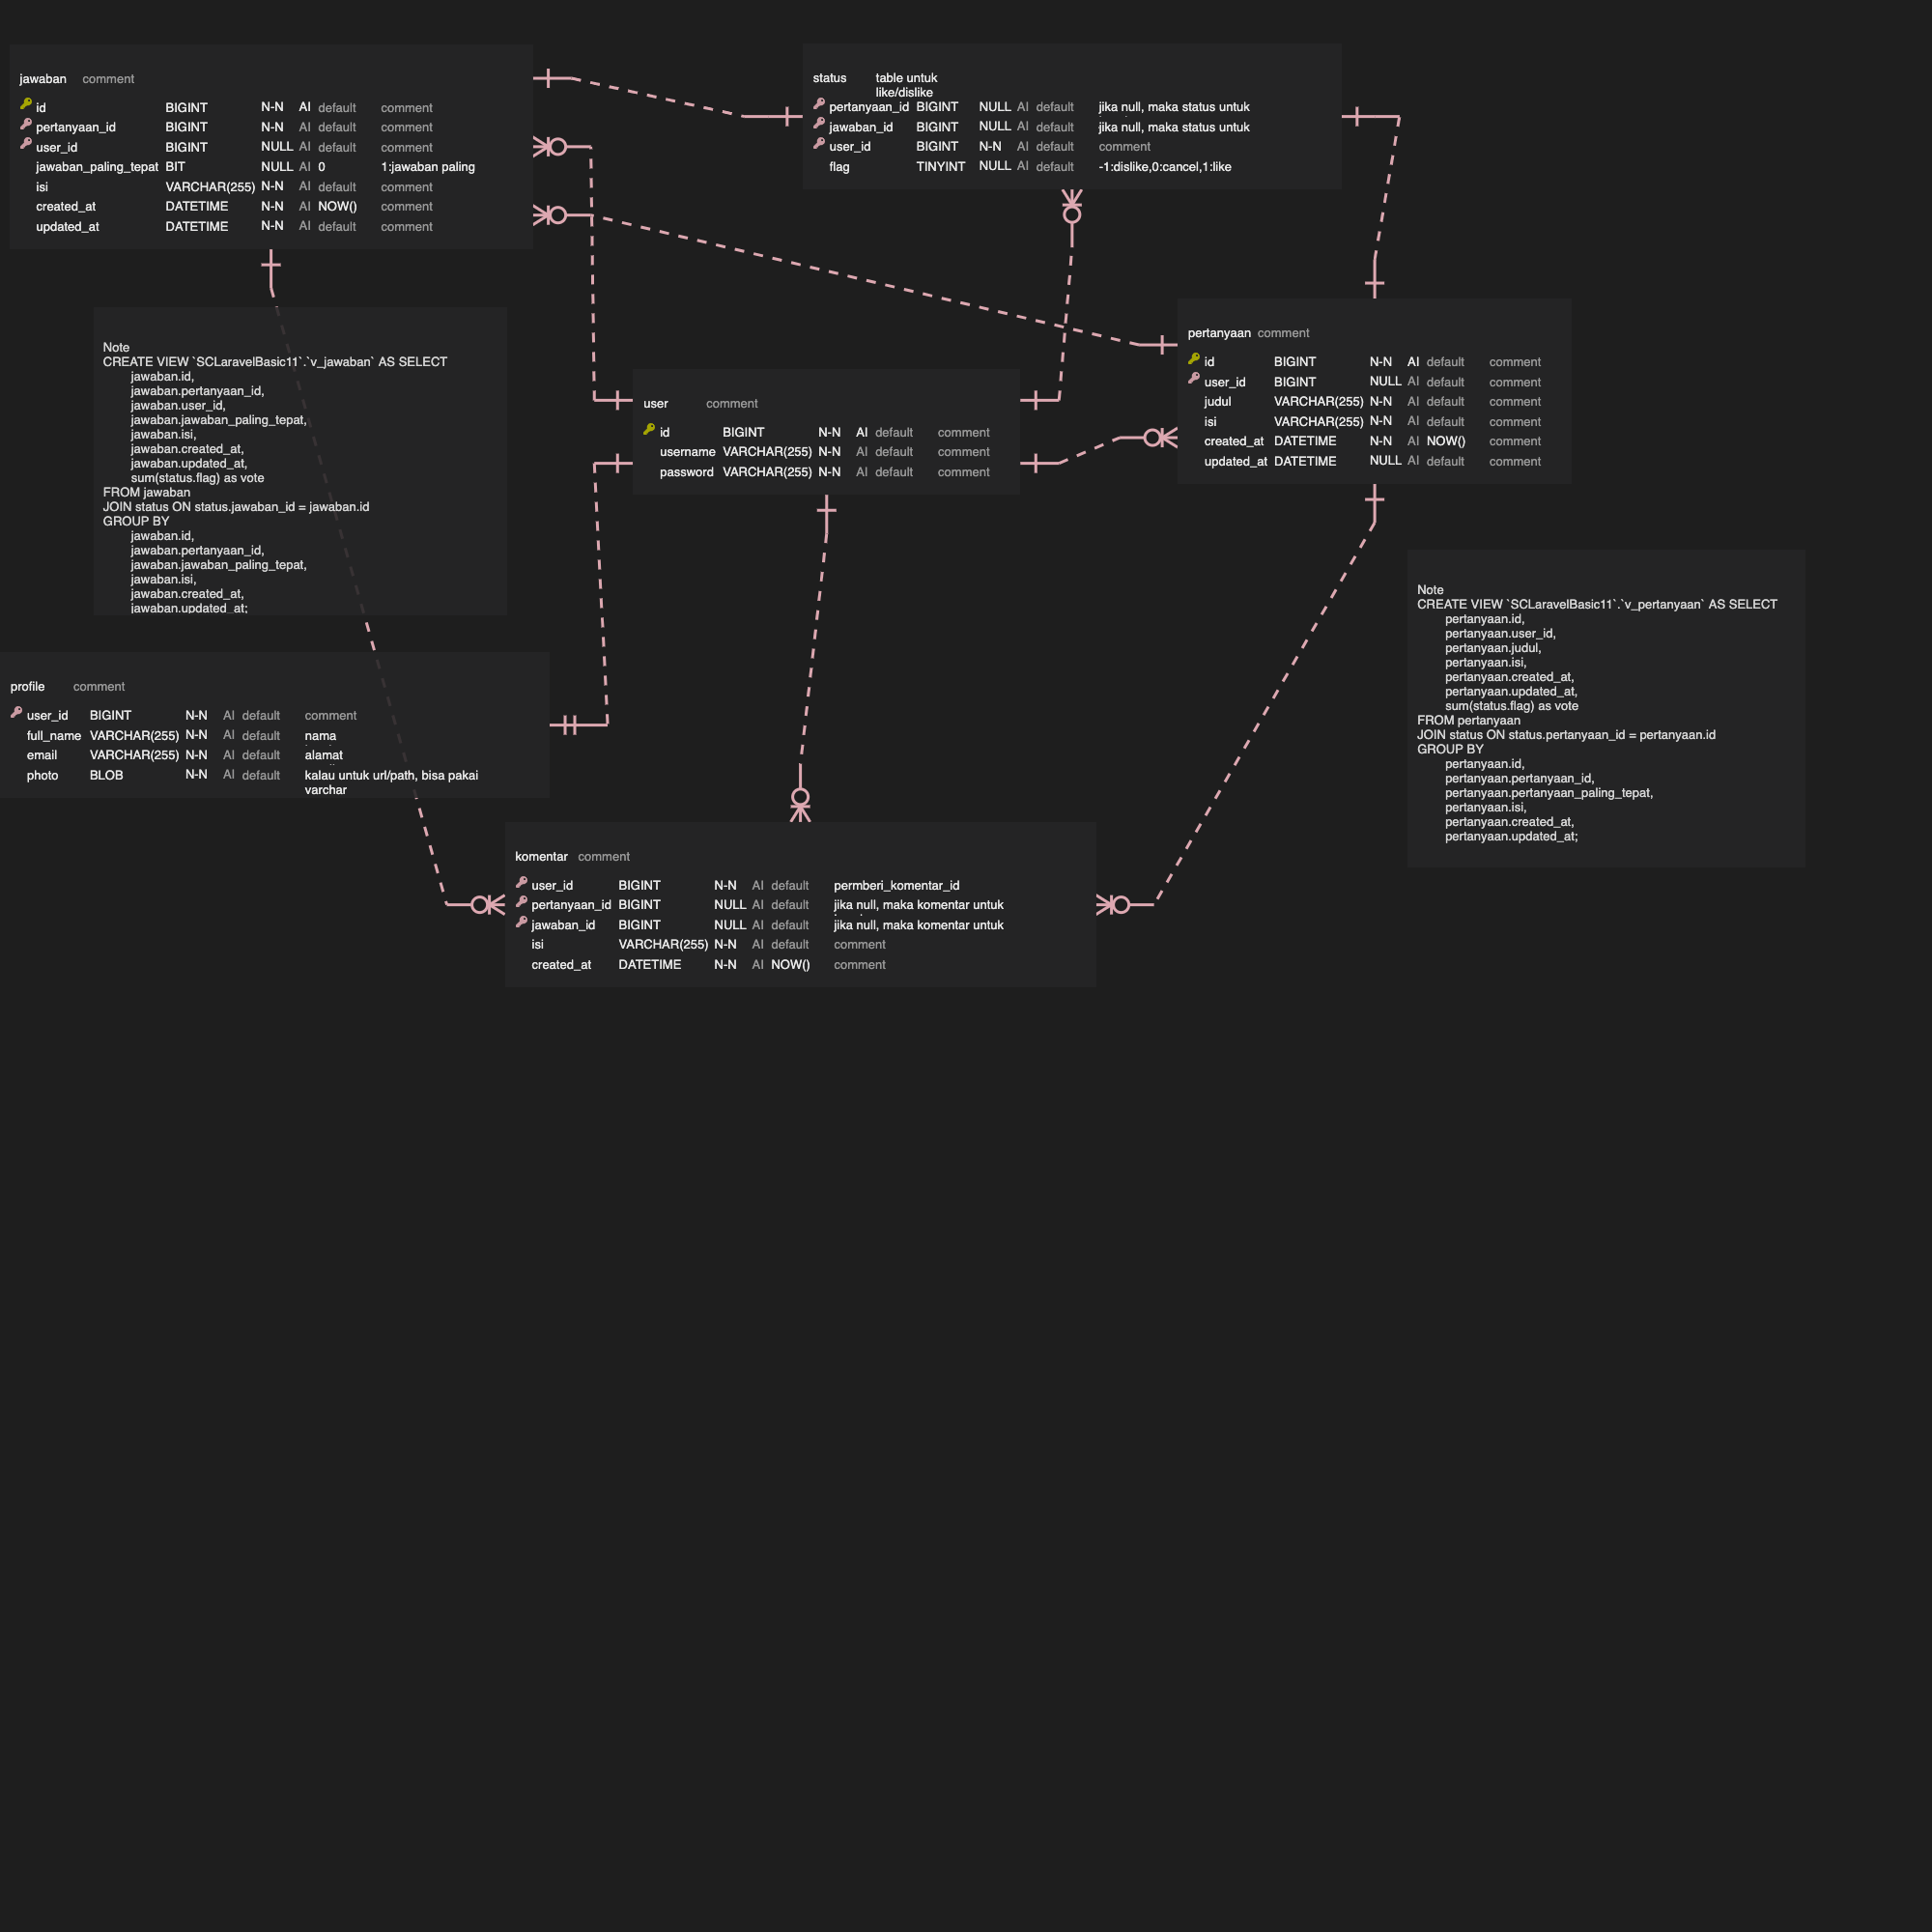 jawaban comment
id BIGINT N-N AI default comment
pertanyaan_id BIGINT N-N AI default comment
user_id BIGINT NULL AI default comment
jawaban_paling_tepat BIT NULL AI 0 1:jawaban paling
isi VARCHAR(255) N-N AI default comment
created_at DATETIME N-N AI NOW() comment
updated_at DATETIME N-N AI default comment
status table untuk
like/dislike
pertanyaan_id BIGINT NULL AI default jika null, maka status untuk
jawaban_id BIGINT NULL AI default jika null, maka status untuk
user_id BIGINT N-N AI default comment
flag TINYINT NULL AI default -1:dislike,0:cancel,1:like
Note
CREATE VIEW `SCLaravelBasic11`.`v_jawaban` AS SELECT
jawaban.id,
jawaban.pertanyaan_id,
jawaban.user_id,
jawaban.jawaban_paling_tepat,
jawaban.isi,
jawaban.created_at,
jawaban.updated_at,
sum(status.flag) as vote
FROM jawaban
JOIN status ON status.jawaban_id = jawaban.id
GROUP BY
jawaban.id,
jawaban.pertanyaan_id,
jawaban.jawaban_paling_tepat,
jawaban.isi,
jawaban.created_at,
jawaban.updated_at;
user comment
id BIGINT N-N AI default comment
username VARCHAR(255) N-N AI default comment
password VARCHAR(255) N-N AI default comment
pertanyaan comment
id BIGINT N-N AI default comment
user_id BIGINT NULL AI default comment
judul VARCHAR(255) N-N AI default comment
isi VARCHAR(255) N-N AI default comment
created_at DATETIME N-N AI NOW() comment
updated_at DATETIME NULL AI default comment
Note
CREATE VIEW `SCLaravelBasic11`.`v_pertanyaan` AS SELECT
pertanyaan.id,
pertanyaan.user_id,
pertanyaan.judul,
pertanyaan.isi,
pertanyaan.created_at,
pertanyaan.updated_at,
sum(status.flag) as vote
FROM pertanyaan
JOIN status ON status.pertanyaan_id = pertanyaan.id
GROUP BY
pertanyaan.id,
pertanyaan.pertanyaan_id,
pertanyaan.pertanyaan_paling_tepat,
pertanyaan.isi,
pertanyaan.created_at,
pertanyaan.updated_at;
profile comment
user_id BIGINT N-N AI default comment
full_name VARCHAR(255) N-N AI default nama
email VARCHAR(255) N-N AI default alamat
photo BLOB N-N AI default kalau untuk url/path, bisa pakai
varchar
komentar comment
user_id BIGINT N-N AI default permberi_komentar_id
pertanyaan_id BIGINT NULL AI default jika null, maka komentar untuk
jawaban_id BIGINT NULL AI default jika null, maka komentar untuk
isi VARCHAR(255) N-N AI default comment
created_at DATETIME N-N AI NOW() comment